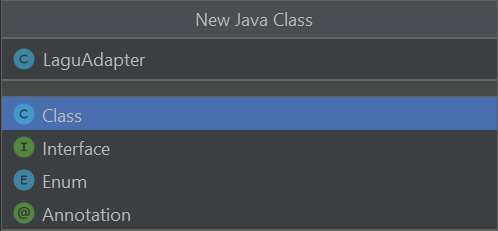 New Java Class
C LaguAdapter
C Class
I Interface
E Enum
@ Annotation